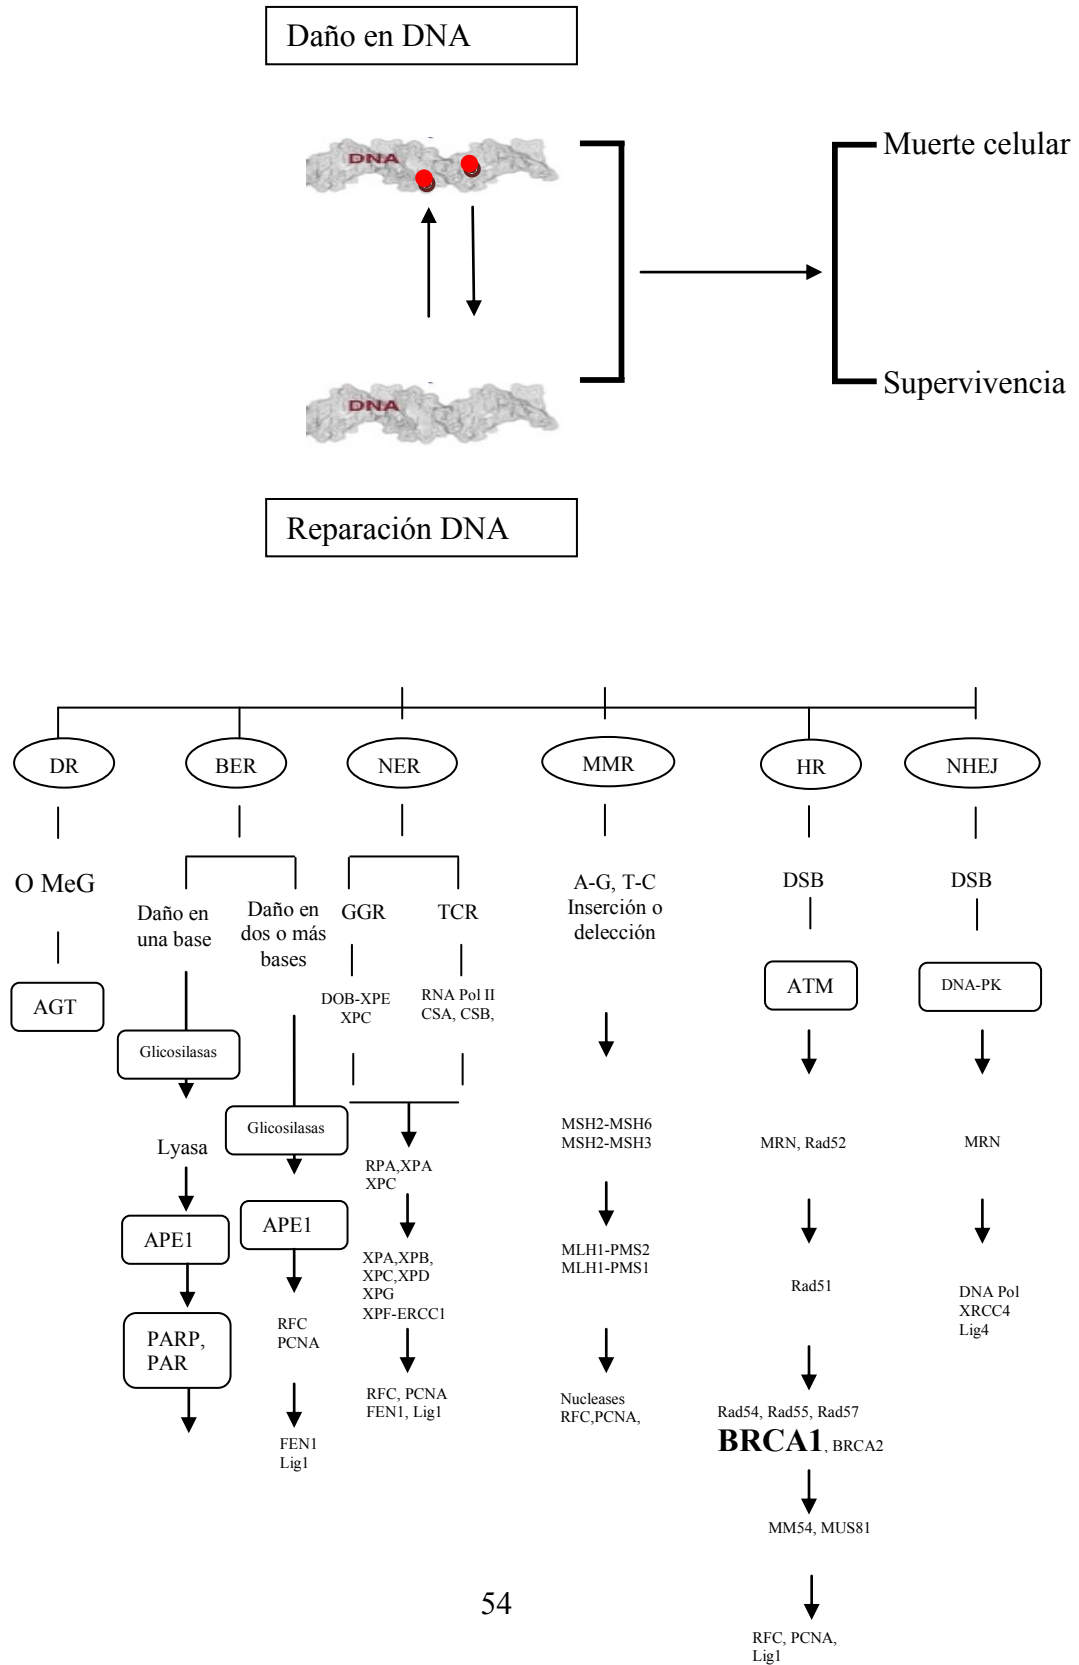 Daño en DNA
DNA
Muerte celular
Supervivencia
DNA
Reparación DNA
DR
BER
NER
MMR
HR
NHEJ
O MeG
AGT
Daño en
una base
Glicosilasas
Lyasa
APE1
PARP,
PAR
Daño en
dos o más
bases
Glicosilasas
APE1
RFC
PCNA
FEN1
Lig1
GGR
DOB-XPE
XPC
TCR
RNA Pol II
CSA, CSB,
RPA,XPA
XPC
XPA,XPB,
XPC,XPD
XPG
XPF-ERCC1
RFC, PCNA
FEN1, Lig1
A-G, T-C
Inserción o
delección
MSH2-MSH6
MSH2-MSH3
MLH1-PMS2
MLH1-PMS1
Nucleases
RFC,PCNA,
DSB
ATM
MRN, Rad52
Rad51
Rad54, Rad55, Rad57
BRCA1, BRCA2
MM54, MUS81
RFC, PCNA,
Lig1
DSB
DNA-PK
MRN
DNA Pol
XRCC4
Lig4
54